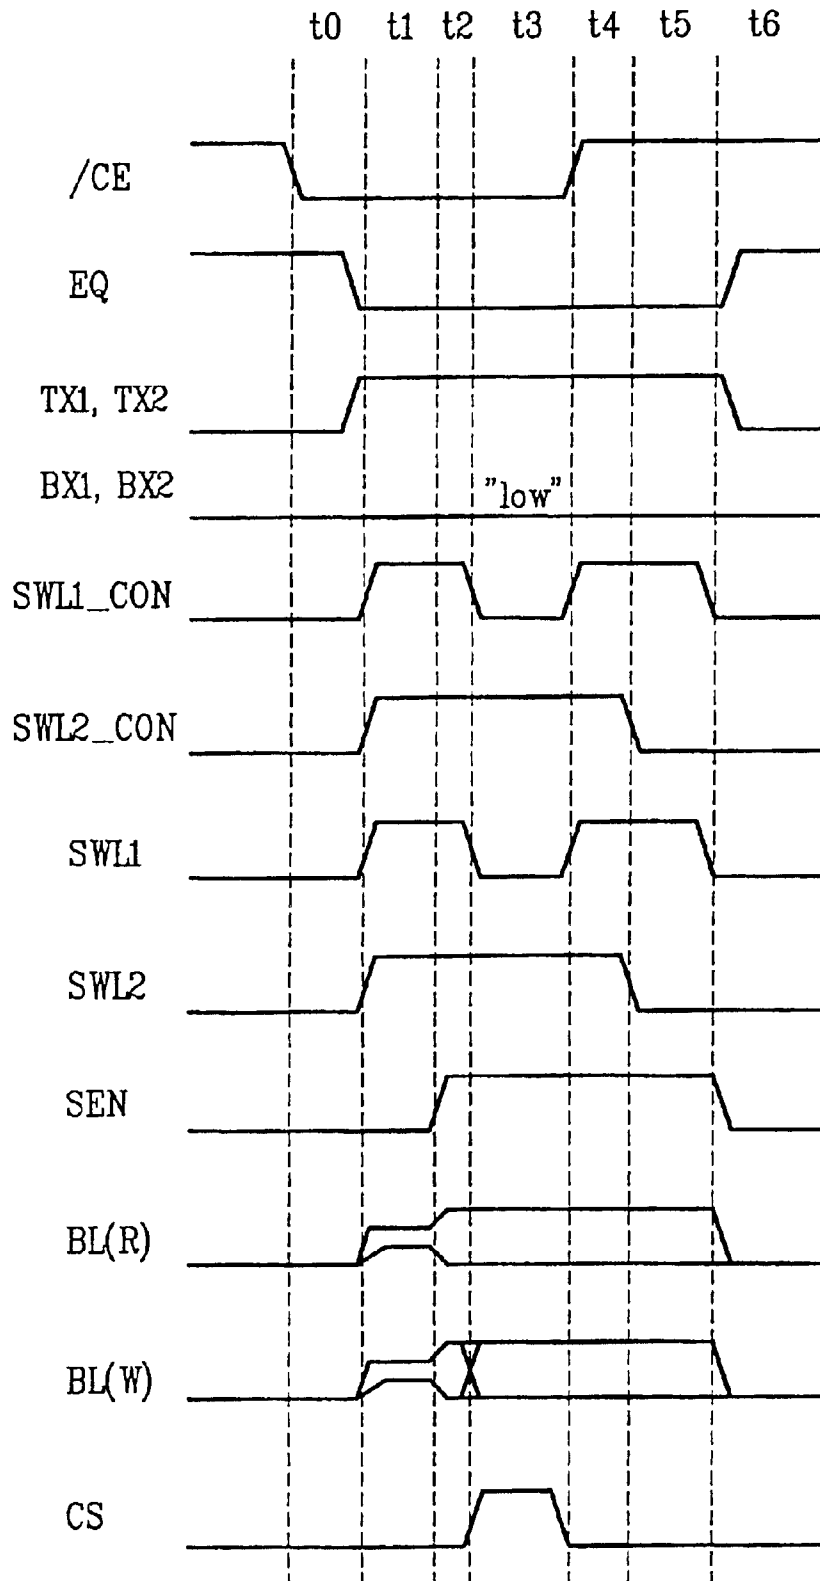 t0 t1 t2 t3 t4 t5 t6
/CE
EQ
TX1, TX2
BX1, BX2
"low"
SWL1_CON
SWL2_CON
SWL1
SWL2
SEN
BL(R)
BL(W)
CS